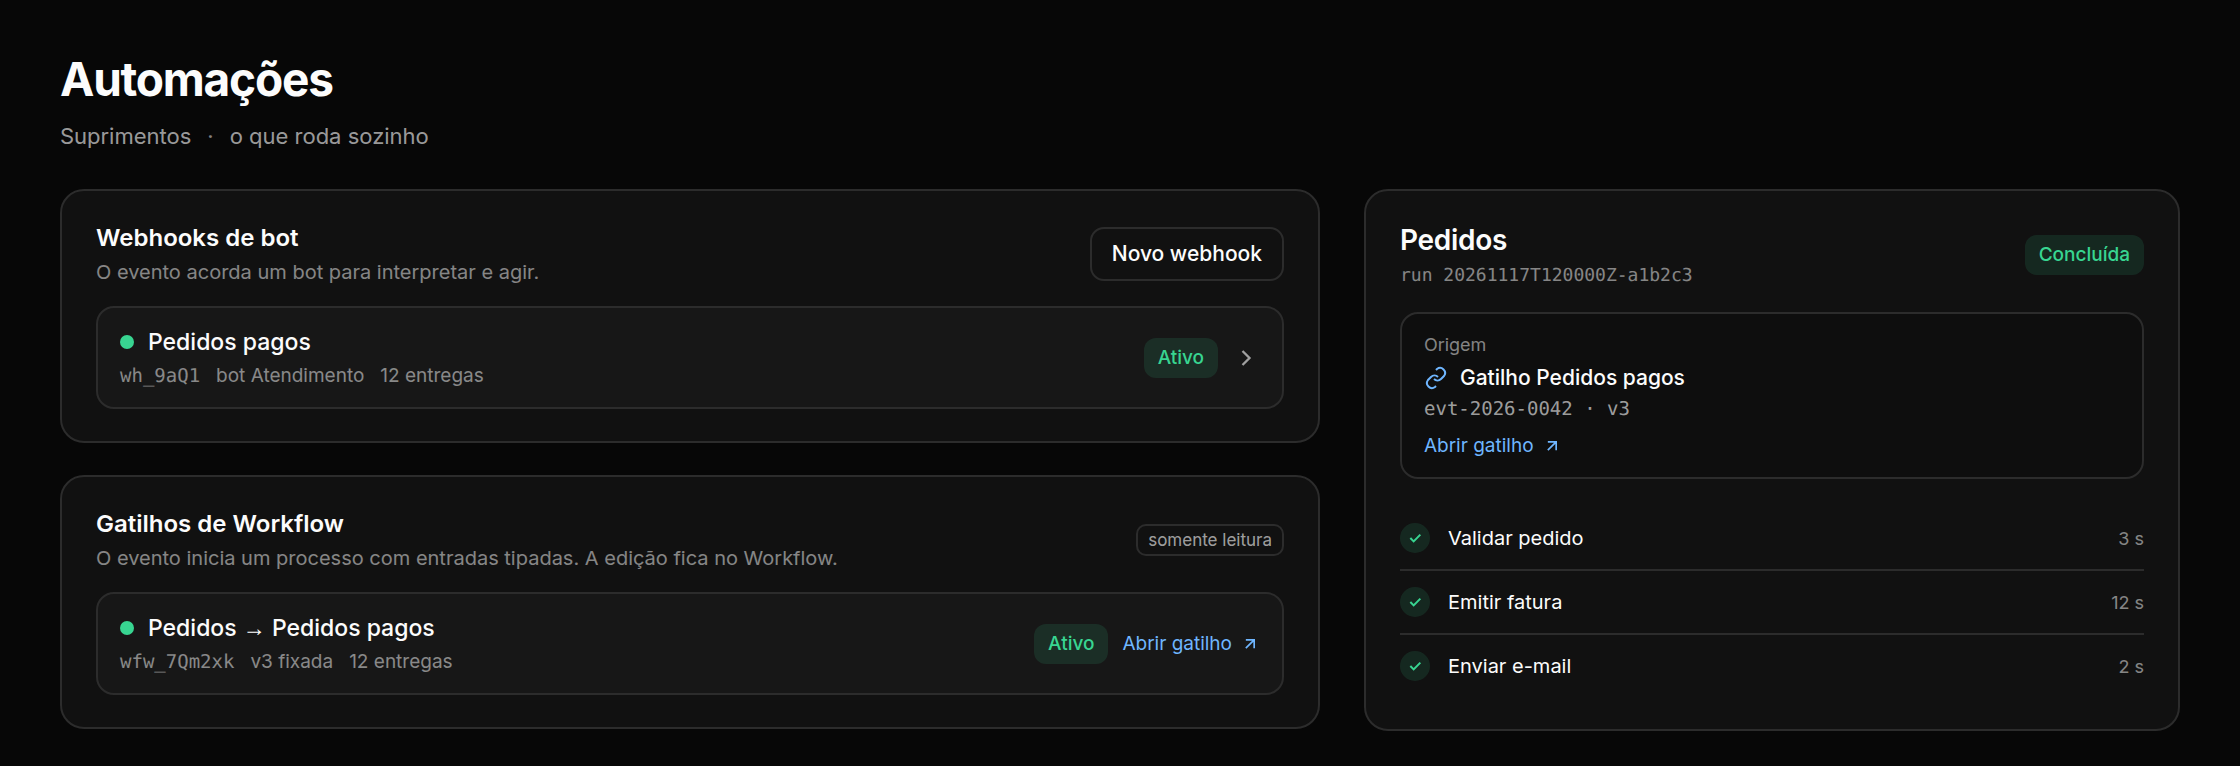 Automações
Suprimentos · o que roda sozinho
Webhooks de bot
O evento acorda um bot para interpretar e agir.
Novo webhook
Pedidos pagos
wh_9aQ1 bot Atendimento 12 entregas
Ativo
Gatilhos de Workflow
O evento inicia um processo com entradas tipadas. A edição fica no Workflow.
somente leitura
Pedidos → Pedidos pagos
wfw_7Qm2xk v3 fixada 12 entregas
Ativo
Abrir gatilho
Pedidos
run 20261117T120000Z-a1b2c3
Concluída
Origem
Gatilho Pedidos pagos
evt-2026-0042 · v3
Abrir gatilho
Validar pedido 3 s
Emitir fatura 12 s
Enviar e-mail 2 s